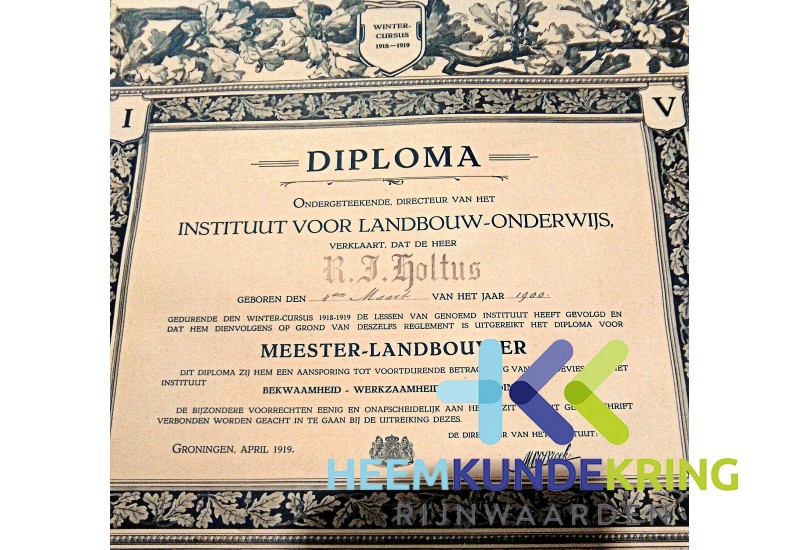 WINTER-
CURSUS
1918-1919
I
V
DIPLOMA
ONDERGETEEKENDE, DIRECTEUR VAN HET
INSTITUUT VOOR LANDBOUW-ONDERWIJS,
VERKLAART, DAT DE HEER
R. J. Holtus
GEBOREN DEN 4den Maart VAN HET JAAR 1900.
GEDURENDE DEN WINTER-CURSUS 1918-1919 DE LESSEN VAN GENOEMD INSTITUUT HEEFT GEVOLGD EN
DAT HEM DIENVOLGENS OP GROND VAN DESZELFS REGLEMENT IS UITGEREIKT HET DIPLOMA VOOR
MEESTER-LANDBOUWER
DIT DIPLOMA ZIJ HEM EEN AANSPORING TOT VOORTDURENDE BETRACHTING VAN HET
INSTITUUT
BEKWAAMHEID - WERKZAAMHEID
DE BIJZONDERE VOORRECHTEN EENIG EN ONAFSCHEIDELIJK AAN HET
VERBONDEN WORDEN GEACHT IN TE GAAN BIJ DE UITREIKING DEZES.
DE DIRECTEUR VAN HET INSTITUUT:
GRONINGEN, APRIL 1919.
HEEMKUNDEKRING
RIJNWAARDEN